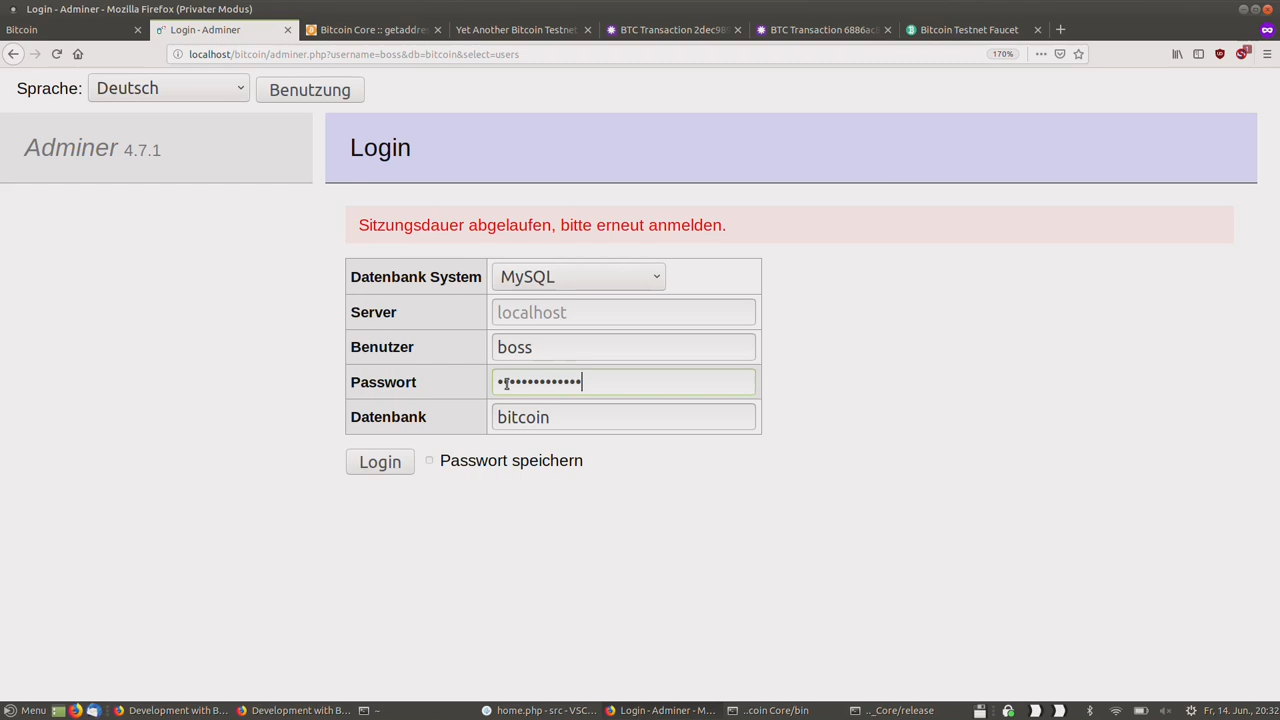 Login - Adminer - Mozilla Firefox (Privater Modus)
Bitcoin
Login - Adminer
Bitcoin Core :: getaddres
Yet Another Bitcoin Testnet
BTC Transaction 2dec98
BTC Transaction 6886ac8
Bitcoin Testnet Faucet
localhost/bitcoin/adminer.php?username=boss&db=bitcoin&select=users
170%
1
Sprache: Deutsch Benutzung
Adminer 4.7.1
Login
Sitzungsdauer abgelaufen, bitte erneut anmelden.
Datenbank System MySQL
Server localhost
Benutzer boss
Passwort ••••••••••••••
Datenbank bitcoin
Login Passwort speichern
Menu
Development with B...
Development with B...
~
home.php - src - VSC...
Login - Adminer - M...
..coin Core/bin
.._Core/release
Fr, 14. Jun., 20:32